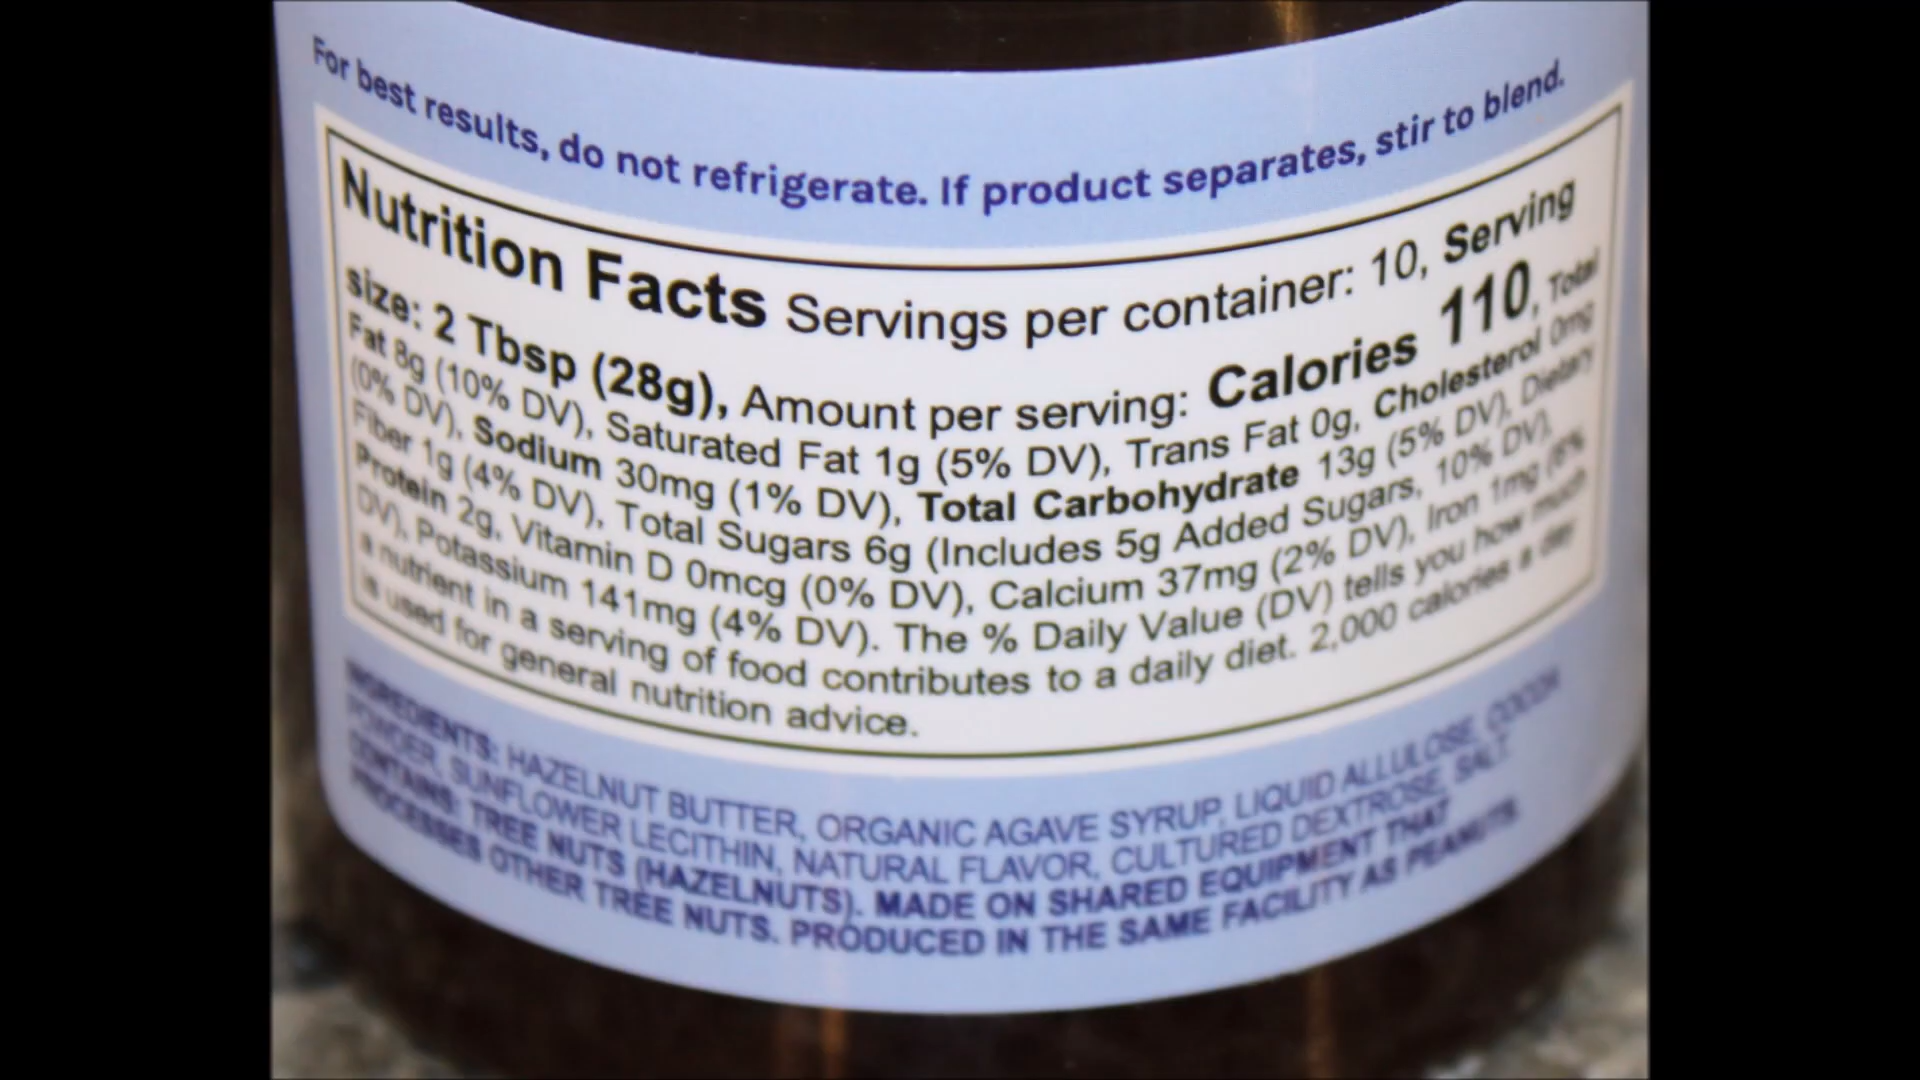 For best results, do not refrigerate. If product separates, stir to blend.
Nutrition Facts Servings per container: 10, Serving
size: 2 Tbsp (28g), Amount per serving: Calories 110, Total
Fat 8g (10% DV), Saturated Fat 1g (5% DV), Trans Fat 0g, Cholesterol 0mg
(0% DV), Sodium 30mg (1% DV), Total Carbohydrate 13g (5% DV), Dietary
Fiber 1g (4% DV), Total Sugars 6g (Includes 5g Added Sugars, 10% DV),
Protein 2g, Vitamin D 0mcg (0% DV), Calcium 37mg (2% DV), Iron 1mg (6%
DV), Potassium 141mg (4% DV). The % Daily Value (DV) tells you how much
a nutrient in a serving of food contributes to a daily diet. 2,000 calories a day
is used for general nutrition advice.
INGREDIENTS: HAZELNUT BUTTER, ORGANIC AGAVE SYRUP, LIQUID ALLULOSE, COCOA
POWDER, SUNFLOWER LECITHIN, NATURAL FLAVOR, CULTURED DEXTROSE, SALT.
CONTAINS: TREE NUTS (HAZELNUTS). MADE ON SHARED EQUIPMENT THAT
PROCESSES OTHER TREE NUTS. PRODUCED IN THE SAME FACILITY AS PEANUTS.